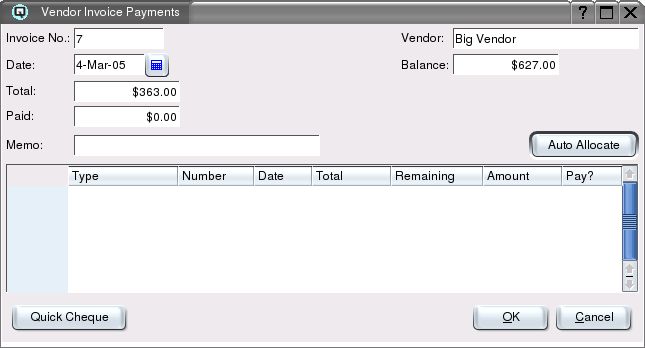 Vendor Invoice Payments ?
Invoice No.: 7 Vendor: Big Vendor
Date: 4-Mar-05 Balance: $627.00
Total: $363.00
Paid: $0.00
Memo: Auto Allocate
Type Number Date Total Remaining Amount Pay?
Quick Cheque OK Cancel